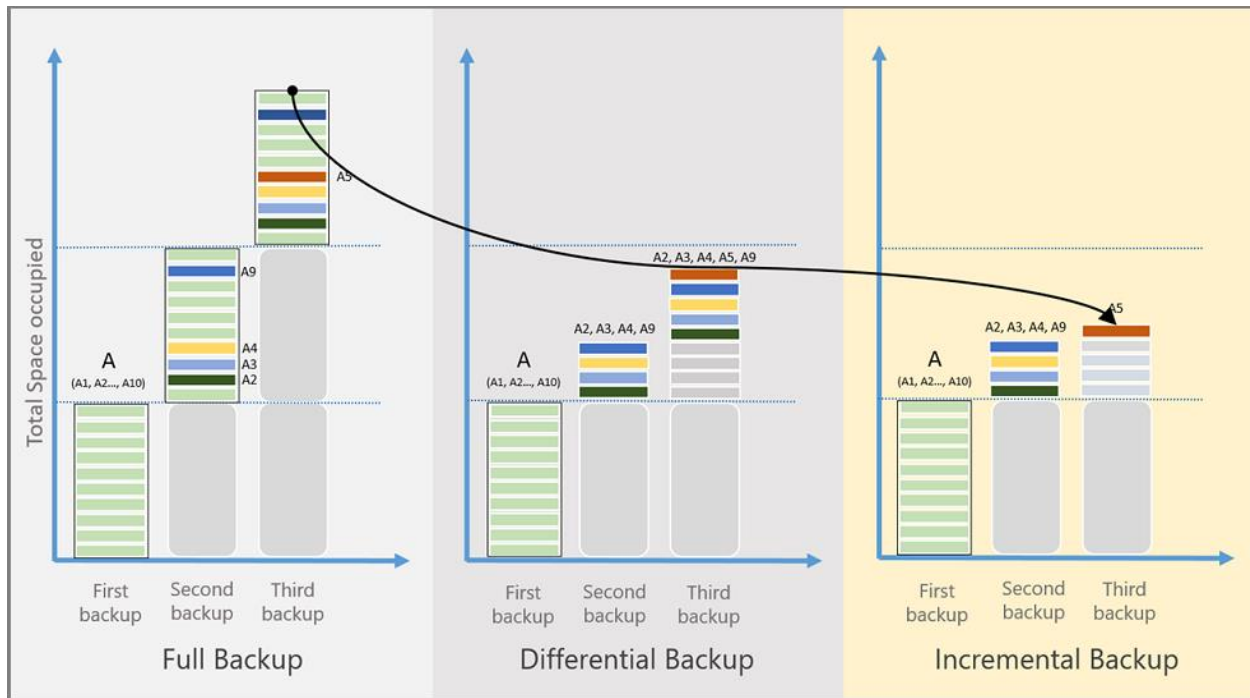 Total Space occupied
A5
A9
A4
A3
A2
A
(A1, A2..., A10)
First
backup
Second
backup
Third
backup
Full Backup
A2, A3, A4, A5, A9
A2, A3, A4, A9
A
(A1, A2..., A10)
First
backup
Second
backup
Third
backup
Differential Backup
A5
A2, A3, A4, A9
A
(A1, A2..., A10)
First
backup
Second
backup
Third
backup
Incremental Backup